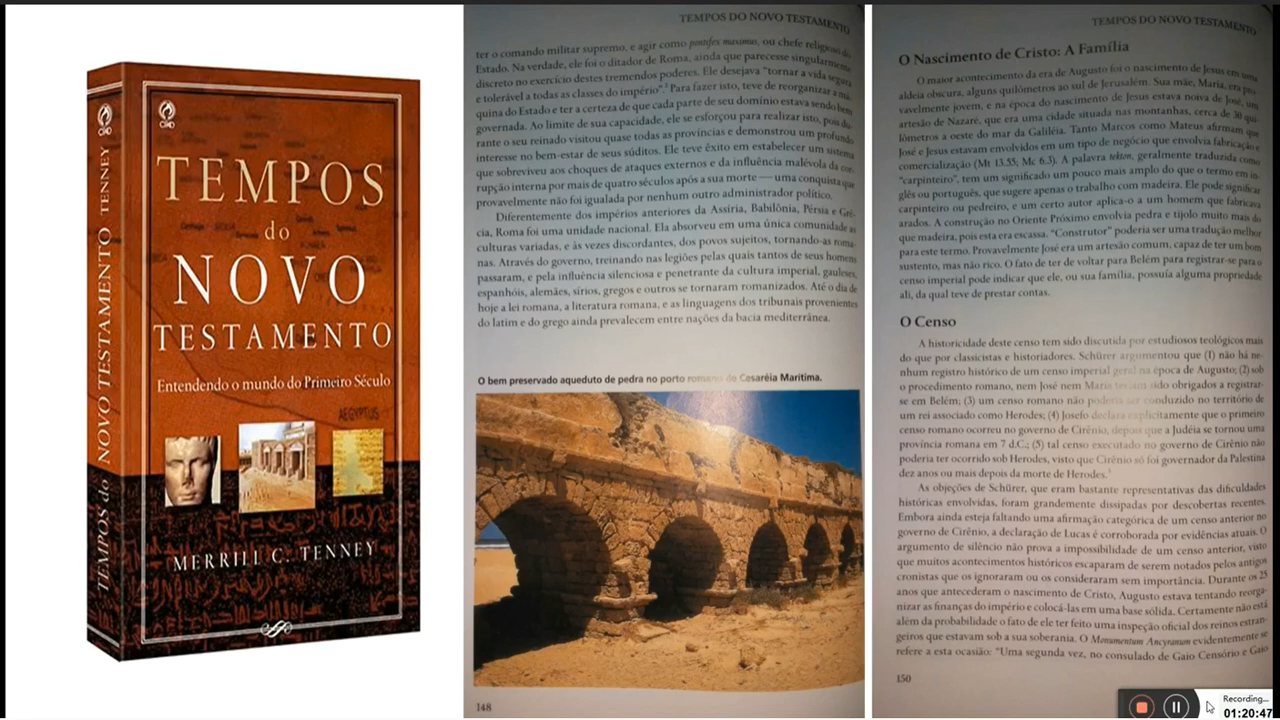 TEMPOS do NOVO TESTAMENTO TENNEY
CPAD
TEMPOS
do
NOVO
TESTAMENTO
Entendendo o mundo do Primeiro Século
AEGYPTUS
MERRILL C. TENNEY
TEMPOS DO NOVO TESTAMENTO
ter o comando militar supremo, e agir como pontifex maximus, ou chefe religioso do
Estado. Na verdade, ele foi o ditador de Roma, ainda que parecesse singularmente
discreto no exercício destes tremendos poderes. Ele desejava "tornar a vida segura
e tolerável a todas as classes do império". Para fazer isto, teve de reorganizar a má-
quina do Estado e ter a certeza de que cada parte de seu domínio estava sendo bem
governada. Ao limite de sua capacidade, ele se esforçou para realizar isto, pois du-
rante o seu reinado visitou quase todas as províncias e demonstrou um profundo
interesse no bem-estar de seus súditos. Ele teve êxito em estabelecer um sistema
que sobreviveu aos choques de ataques externos e da influência malévola da cor-
rupção interna por mais de quatro séculos após a sua morte — uma conquista que
provavelmente não foi igualada por nenhum outro administrador político.
Diferentemente dos impérios anteriores da Assíria, Babilônia, Pérsia e Gré-
cia, Roma foi uma unidade nacional. Ela absorveu em uma única comunidade as
culturas variadas, e às vezes discordantes, dos povos sujeitos, tornando-as roma-
nas. Através do governo, treinando nas legiões pelas quais tantos de seus homens
passaram, e pela influência silenciosa e penetrante da cultura imperial, gauleses,
espanhóis, alemães, sírios, gregos e outros se tornaram romanizados. Até o dia de
hoje a lei romana, a literatura romana, e as linguagens dos tribunais provenientes
do latim e do grego ainda prevalecem entre nações da bacia mediterrânea.
O bem preservado aqueduto de pedra no porto romano de Cesaréia Marítima.
148
TEMPOS DO NOVO TESTAMENTO
O Nascimento de Cristo: A Família
O maior acontecimento da era de Augusto foi o nascimento de Jesus em uma
aldeia obscura, alguns quilômetros ao sul de Jerusalém. Sua mãe, Maria, era pro-
vavelmente jovem, e na época do nascimento de Jesus estava noiva de José, um
artesão de Nazaré, que era uma cidade situada nas montanhas, cerca de 30 qui-
lômetros a oeste do mar da Galiléia. Tanto Marcos como Mateus afirmam que
José e Jesus estavam envolvidos em um tipo de negócio que envolvia fabricação e
comercialização (Mt 13.55; Mc 6.3). A palavra tekton, geralmente traduzida como
"carpinteiro", tem um significado um pouco mais amplo do que o termo em in-
glês ou português, que sugere apenas o trabalho com madeira. Ele pode significar
carpinteiro ou pedreiro, e um certo autor aplica-o a um homem que fabricava
arados. A construção no Oriente Próximo envolvia pedra e tijolo muito mais do
que madeira, pois esta era escassa. "Construtor" poderia ser uma tradução melhor
para este termo. Provavelmente José era um artesão comum, capaz de ter um bom
sustento, mas não rico. O fato de ter de voltar para Belém para registrar-se para o
censo imperial pode indicar que ele, ou sua família, possuía alguma propriedade
ali, da qual teve de prestar contas.
O Censo
A historicidade deste censo tem sido discutida por estudiosos teológicos mais
do que por classicistas e historiadores. Schürer argumentou que (1) não há ne-
nhum registro histórico de um censo imperial geral na época de Augusto; (2) sob
o procedimento romano, nem José nem Maria teriam sido obrigados a registrar-
se em Belém; (3) um censo romano não poderia ser conduzido no território de
um rei associado como Herodes; (4) Josefo declara explicitamente que o primeiro
censo romano ocorreu no governo de Cirênio, depois que a Judéia se tornou uma
província romana em 7 d.C.; (5) tal censo executado no governo de Cirênio não
poderia ter ocorrido sob Herodes, visto que Cirênio só foi governador da Palestina
dez anos ou mais depois da morte de Herodes.
As objeções de Schürer, que eram bastante representativas das dificuldades
históricas envolvidas, foram grandemente dissipadas por descobertas recentes.
Embora ainda esteja faltando uma afirmação categórica de um censo anterior no
governo de Cirênio, a declaração de Lucas é corroborada por evidências atuais. O
argumento de silêncio não prova a impossibilidade de um censo anterior, visto
que muitos acontecimentos históricos escaparam de serem notados pelos antigos
cronistas que os ignoraram ou os consideraram sem importância. Durante os 25
anos que antecederam o nascimento de Cristo, Augusto estava tentando reorga-
nizar as finanças do império e colocá-las em uma base sólida. Certamente não está
além da probabilidade o fato de ele ter feito uma inspeção oficial dos reinos estran-
geiros que estavam sob a sua soberania. O Monumentum Ancyranum evidentemente se
refere a esta ocasião: "Uma segunda vez, no consulado de Gaio Censório e Gaio
150
Recording...
01:20:47